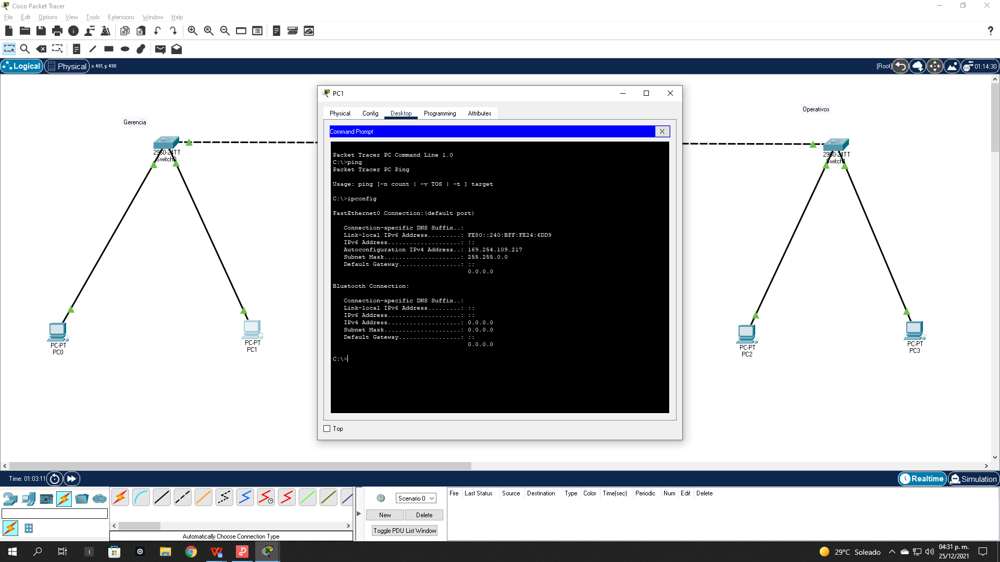 Cisco Packet Tracer
File Edit Options View Tools Extensions Window Help
Logical Physical x: 481, y: 498 [Root] 01:14:30
PC1
Physical Config Desktop Programming Attributes
Command Prompt X
Packet Tracer PC Command Line 1.0
C:\>ping
Packet Tracer PC Ping
Usage: ping [-n count | -v TOS | -t ] target
C:\>ipconfig
FastEthernet0 Connection:(default port)
Connection-specific DNS Suffix..:
Link-local IPv6 Address.........: FE80::240:BFF:FE24:6DD9
IPv6 Address....................: ::
Autoconfiguration IPv4 Address..: 169.254.109.217
Subnet Mask.....................: 255.255.0.0
Default Gateway.................: ::
0.0.0.0
Bluetooth Connection:
Connection-specific DNS Suffix..:
Link-local IPv6 Address.........: ::
IPv6 Address....................: ::
IPv4 Address....................: 0.0.0.0
Subnet Mask.....................: 0.0.0.0
Default Gateway.................: ::
0.0.0.0
C:\>
Top
Gerencia
2960-24TT
Switch0
PC-PT
PC0
PC-PT
PC1
Operativos
2960-24TT
Switch1
PC-PT
PC2
PC-PT
PC3
Time: 01:03:11 Realtime Simulation
Scenario 0
New Delete
Toggle PDU List Window
Fire Last Status Source Destination Type Color Time(sec) Periodic Num Edit Delete
Automatically Choose Connection Type
29°C Soleado
04:31 p. m.
25/12/2021